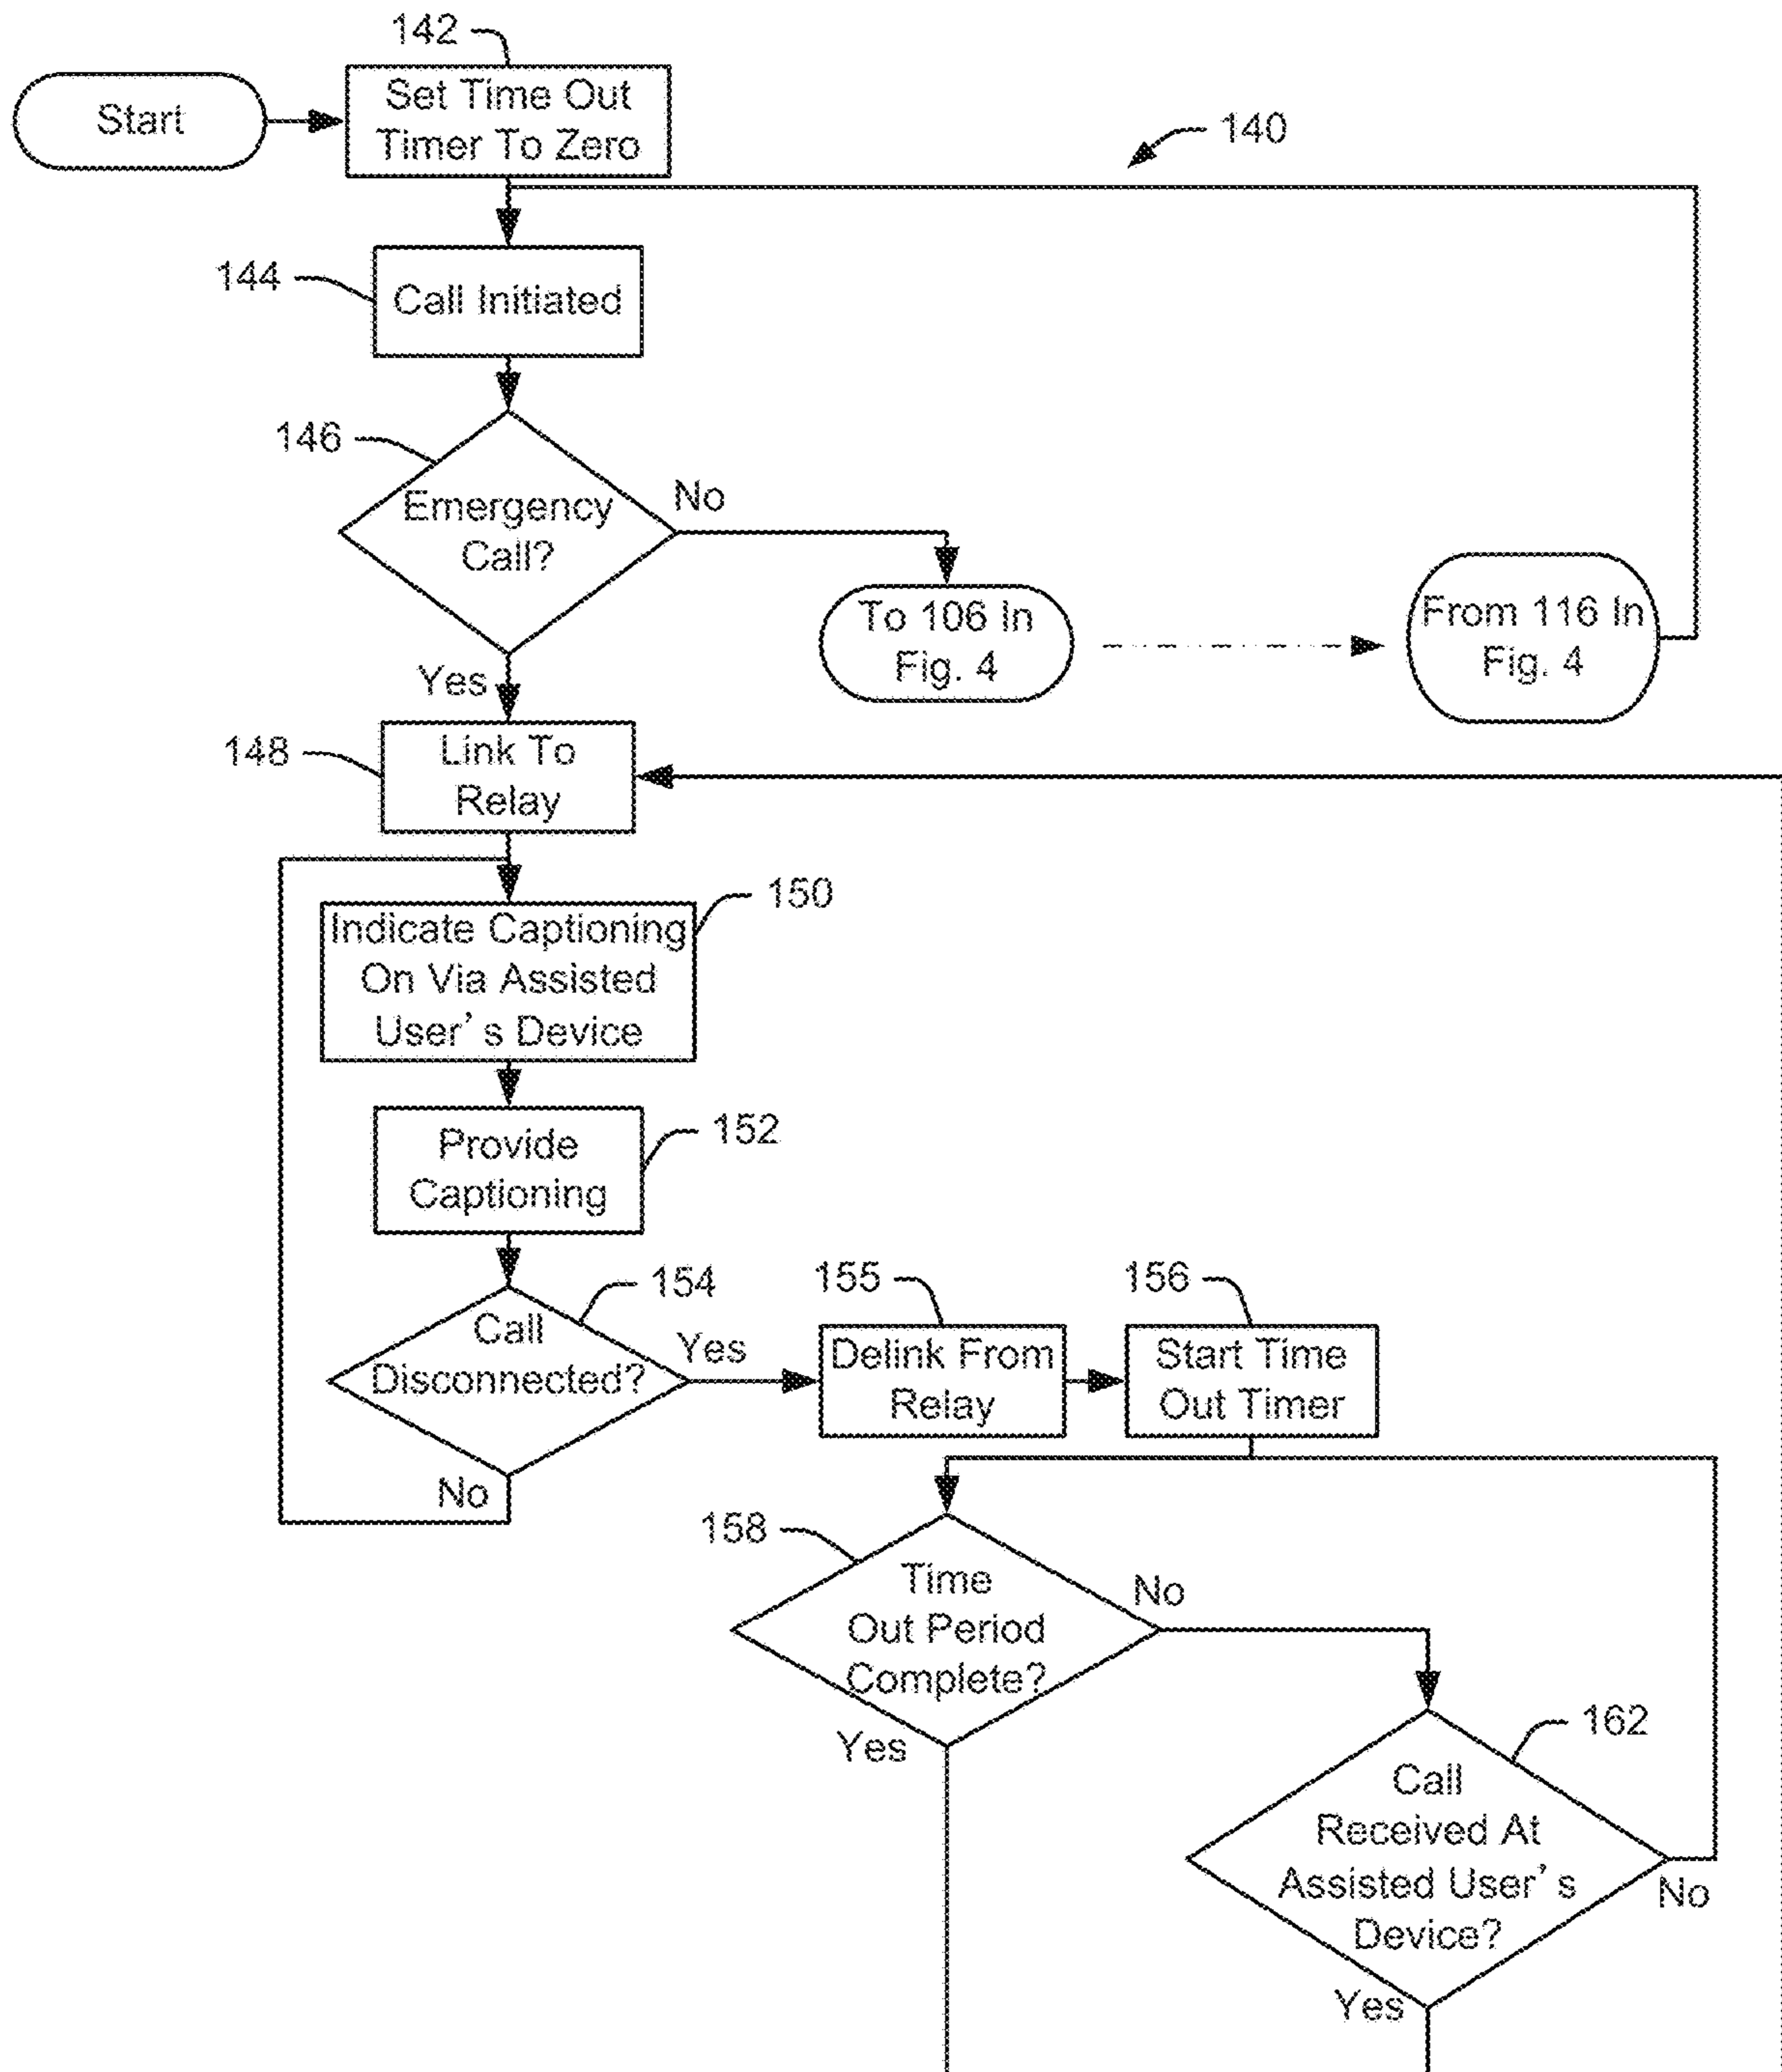 142
Start
Set Time Out
Timer To Zero
140
144
Call Initiated
146
Emergency
Call?
No
Yes
To 106 In
Fig. 4
From 116 In
Fig. 4
148
Link To
Relay
150
Indicate Captioning
On Via Assisted
User's Device
152
Provide
Captioning
154
Call
Disconnected?
Yes
No
155
Delink From
Relay
156
Start Time
Out Timer
158
Time
Out Period
Complete?
No
Yes
162
Call
Received At
Assisted User's
Device?
No
Yes